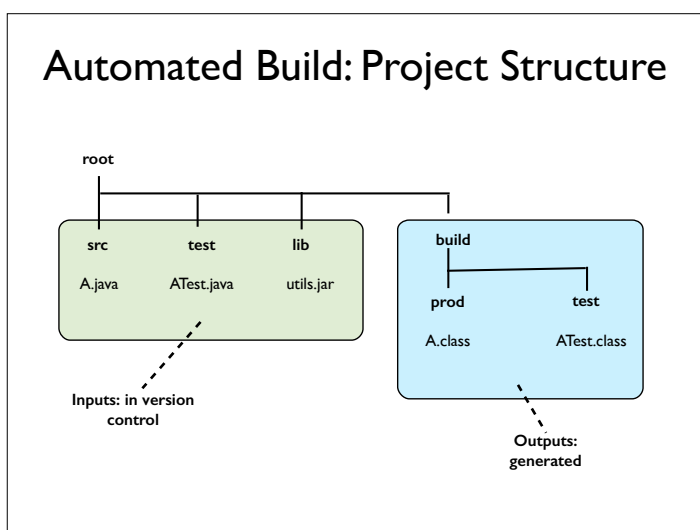 Automated Build: Project Structure
root
src test lib
A.java ATest.java utils.jar
build
prod test
A.class ATest.class
Inputs: in version
control
Outputs:
generated